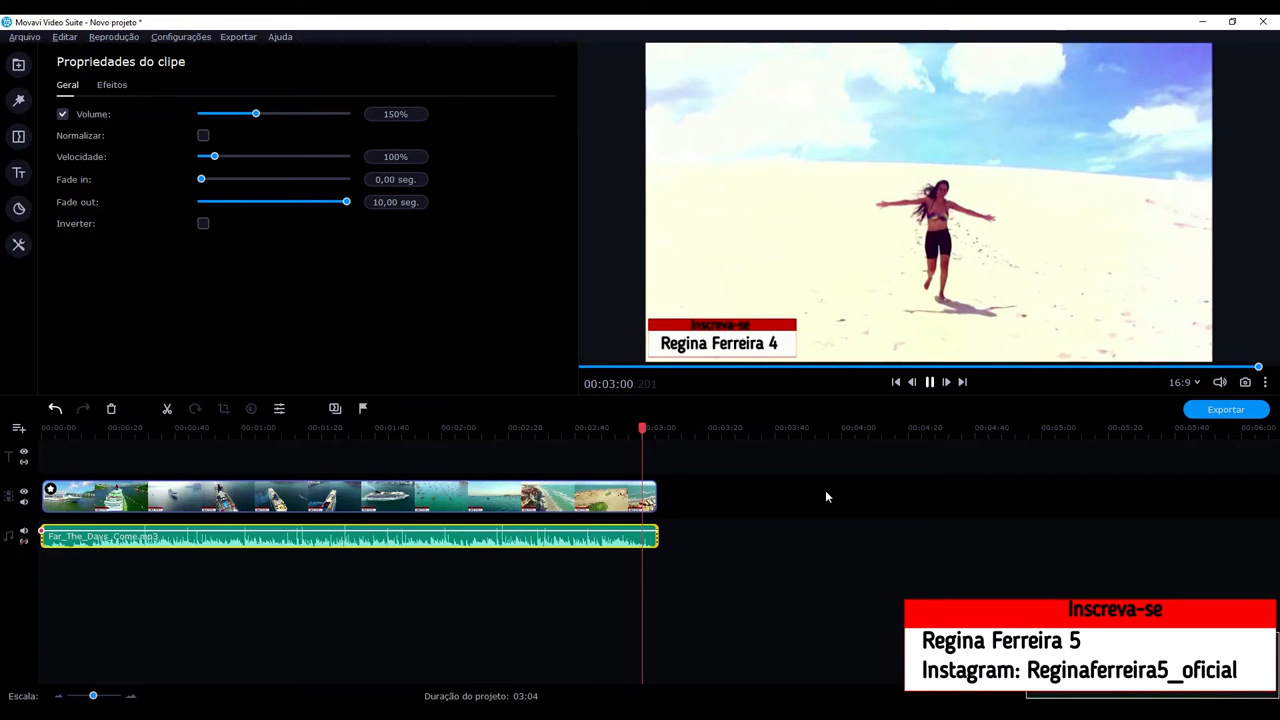 Movavi Video Suite - Novo projeto *
Arquivo Editar Reprodução Configurações Exportar Ajuda
Propriedades do clipe
Geral Efeitos
Volume: 150%
Normalizar:
Velocidade: 100%
Fade in: 0,00 seg.
Fade out: 10,00 seg.
Inverter:
Inscreva-se
Regina Ferreira 4
00:03:00.201
16:9
Exportar
00:00:00 00:00:20 00:00:40 00:01:00 00:01:20 00:01:40 00:02:00 00:02:20 00:02:40 00:03:00 00:03:20 00:03:40 00:04:00 00:04:20 00:04:40 00:05:00 00:05:20 00:05:40 00:06:00
Far_The_Days_Come.mp3
Inscreva-se
Regina Ferreira 5
Instagram: Reginaferreira5_oficial
Escala:
Duração do projeto: 03:04